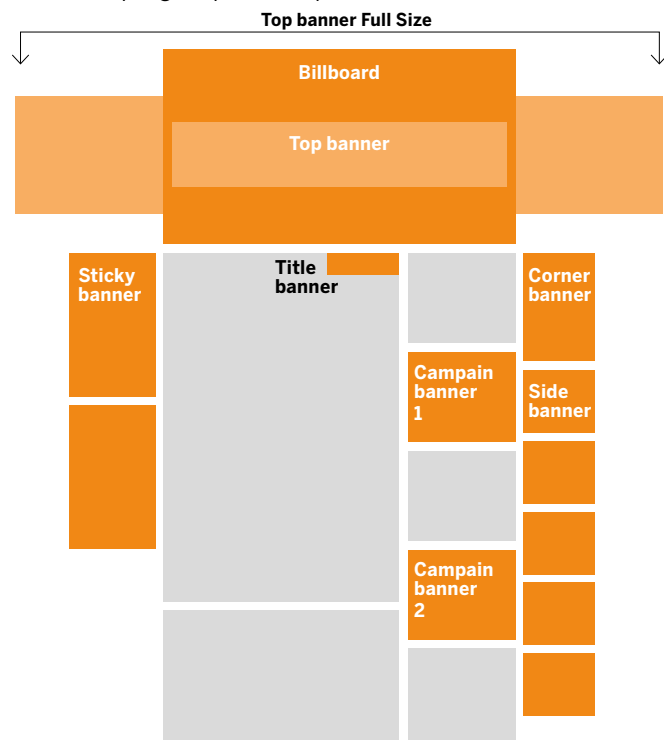 Top banner Full Size
Billboard
Top banner
Sticky
banner
Title
banner
Corner
banner
Campain
banner
1
Side
banner
Campain
banner
2